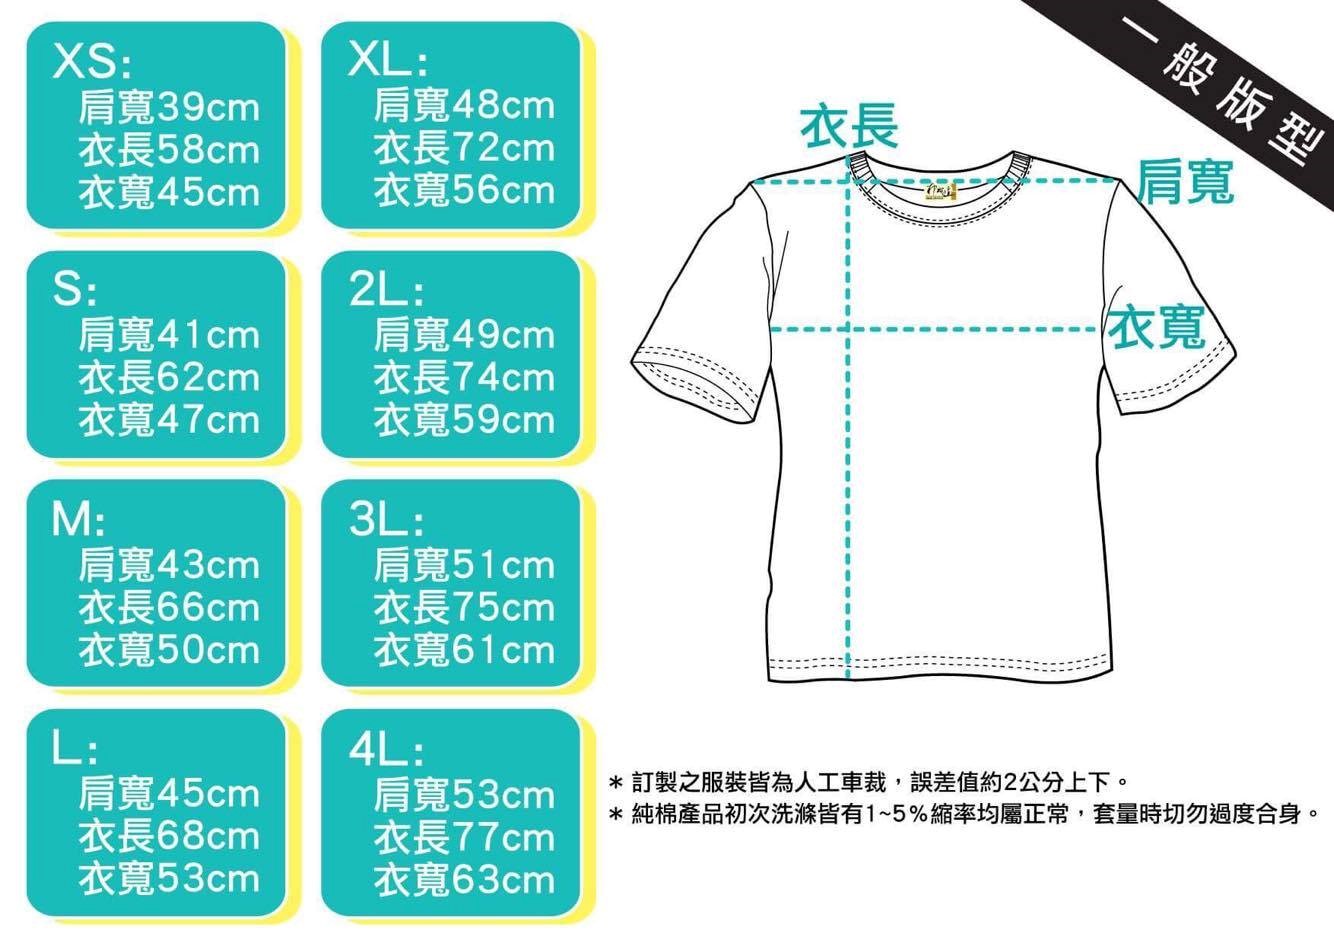 XS:
肩寬39cm
衣長58cm
衣寬45cm
S:
肩寬41cm
衣長62cm
衣寬47cm
M:
肩寬43cm
衣長66cm
衣寬50cm
L:
肩寬45cm
衣長68cm
衣寬53cm
XL:
肩寬48cm
衣長72cm
衣寬56cm
2L:
肩寬49cm
衣長74cm
衣寬59cm
3L:
肩寬51cm
衣長75cm
衣寬61cm
4L:
肩寬53cm
衣長77cm
衣寬63cm
一般版型
衣長
肩寬
衣寬
* 訂製之服裝皆為人工車裁，誤差值約2公分上下。
* 純棉產品初次洗滌皆有1~5%縮率均屬正常，套量時切勿過度合身。